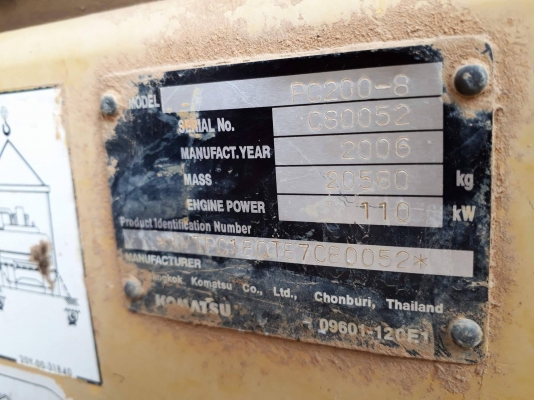 MODEL PC200-8
SERIAL No. C80052
MANUFACT.YEAR 2006
MASS kg
ENGINE POWER 110 kW
Product Identification Number
MANUFACTURER
Bangkok Komatsu Co., Ltd., Chonburi, Thailand
KOMATSU 09601-120E1